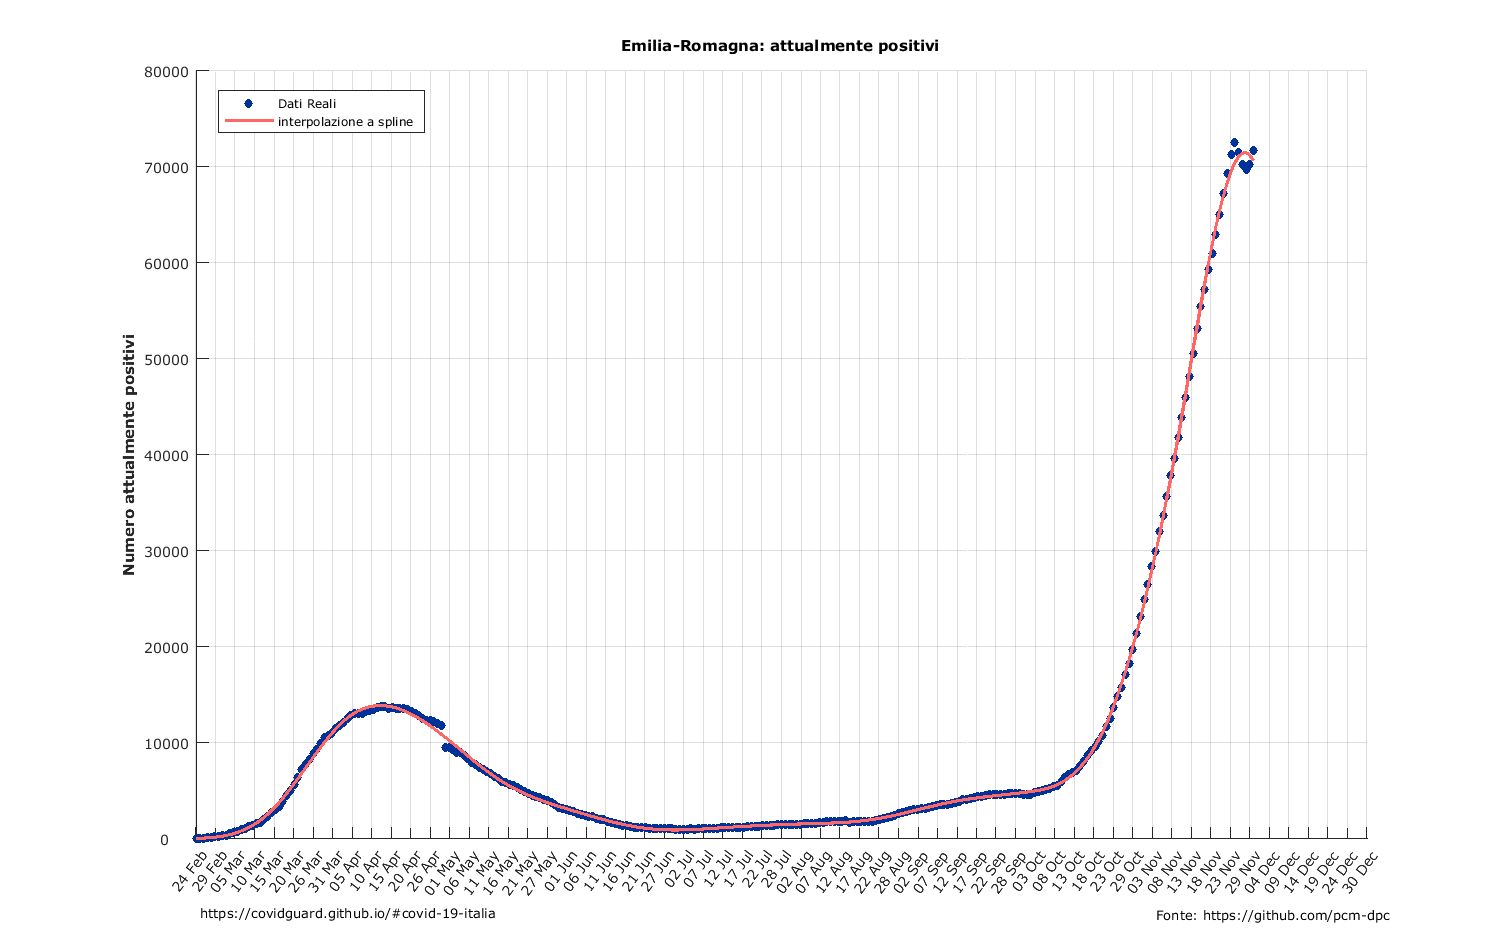 Emilia-Romagna: attualmente positivi
80000
70000
60000
50000
40000
30000
20000
10000
0
Numero attualmente positivi
Dati Reali
interpolazione a spline
24 Feb
29 Feb
05 Mar
10 Mar
15 Mar
20 Mar
26 Mar
31 Mar
05 Apr
10 Apr
15 Apr
20 Apr
26 Apr
01 May
06 May
11 May
16 May
21 May
27 May
01 Jun
06 Jun
11 Jun
16 Jun
21 Jun
27 Jun
02 Jul
07 Jul
12 Jul
17 Jul
22 Jul
28 Jul
02 Aug
07 Aug
12 Aug
17 Aug
22 Aug
28 Aug
02 Sep
07 Sep
12 Sep
17 Sep
22 Sep
28 Sep
03 Oct
08 Oct
13 Oct
18 Oct
23 Oct
29 Oct
03 Nov
08 Nov
13 Nov
18 Nov
23 Nov
29 Nov
04 Dec
09 Dec
14 Dec
19 Dec
24 Dec
30 Dec
https://covidguard.github.io/#covid-19-italia
Fonte: https://github.com/pcm-dpc